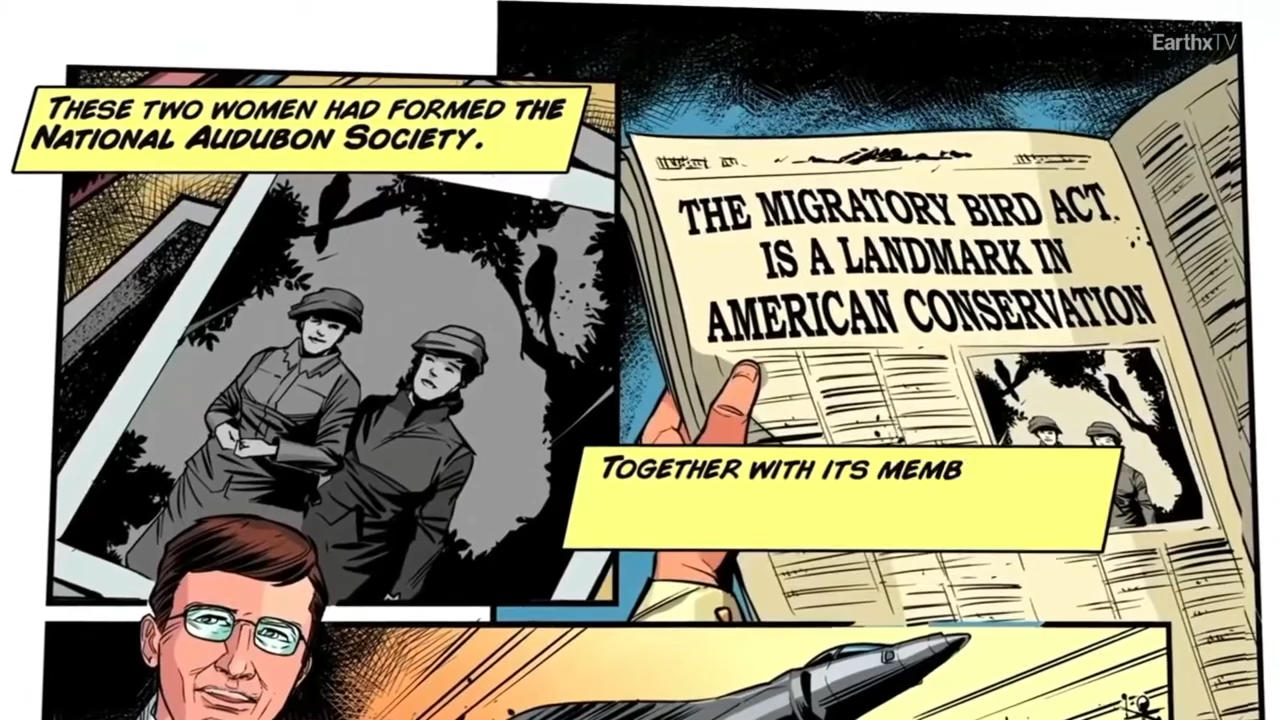 EarthxTV
THESE TWO WOMEN HAD FORMED THE
NATIONAL AUDUBON SOCIETY.
THE MIGRATORY BIRD ACT.
IS A LANDMARK IN
AMERICAN CONSERVATION
TOGETHER WITH ITS MEMB